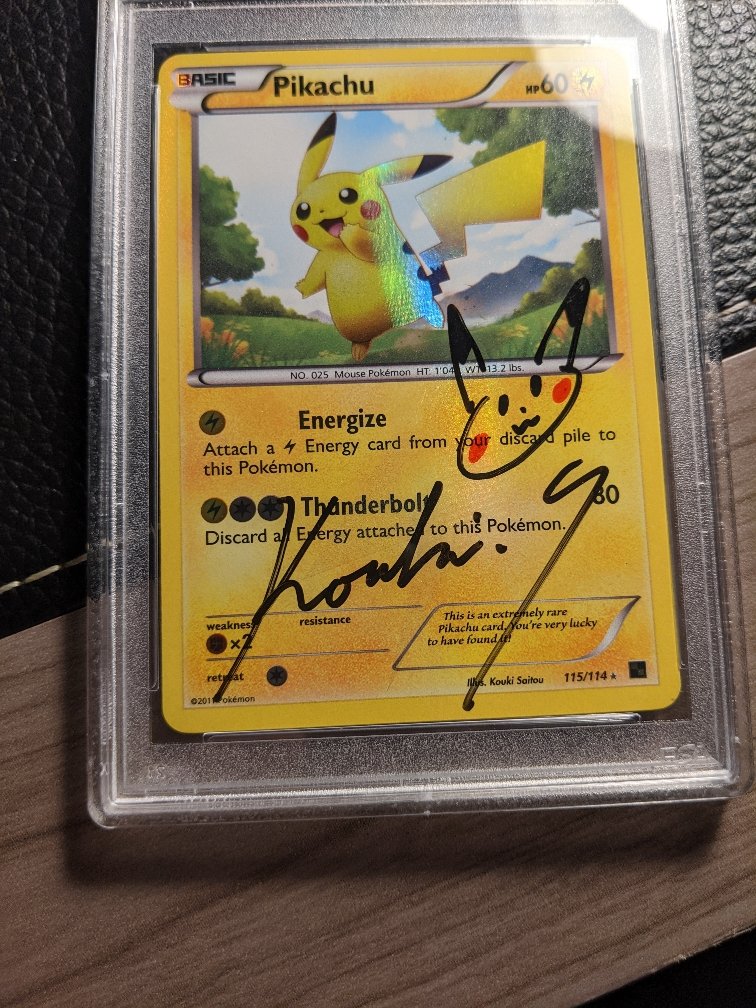 BASIC Pikachu HP60
NO. 025 Mouse Pokémon HT: 1'04" WT: 13.2 lbs.
Energize
Attach a Energy card from your discard pile to
this Pokémon.
Thunderbolt 80
Discard all Energy attached to this Pokémon.
Kouki. S
weakness
resistance
×2
This is an extremely rare
Pikachu card. You're very lucky
to have found it!
retreat
Illus. Kouki Saitou
115/114
©2011 Pokémon